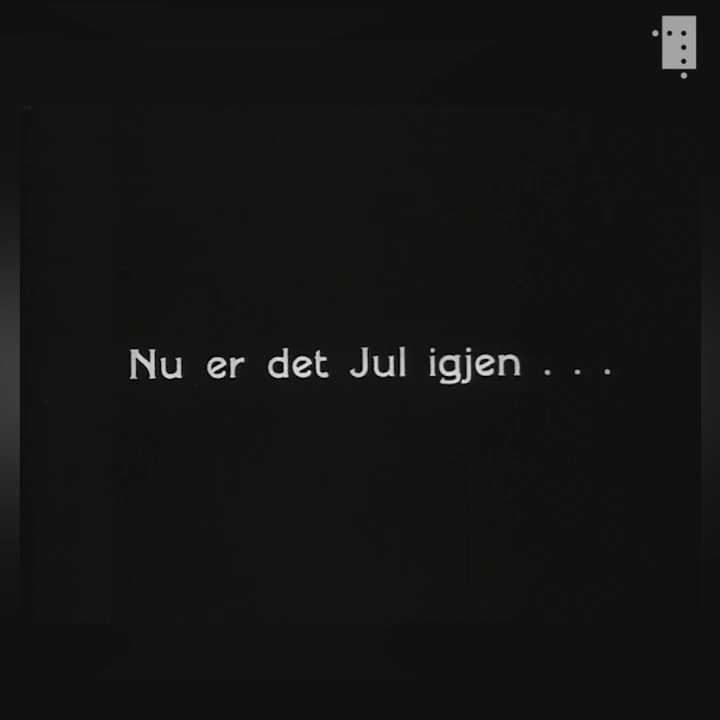 Nu er det Jul igjen . . .